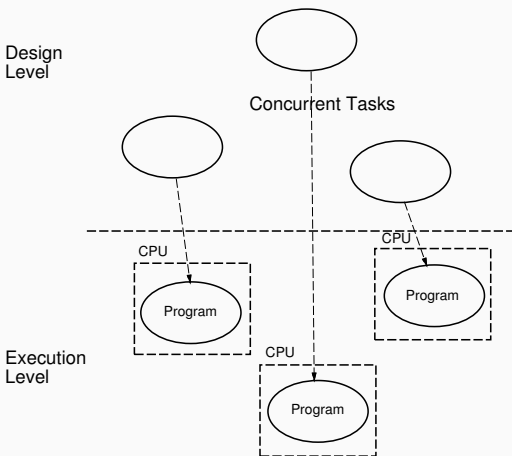 Design
Level
Concurrent Tasks
CPU
CPU
Program
Program
Execution
Level
CPU
Program